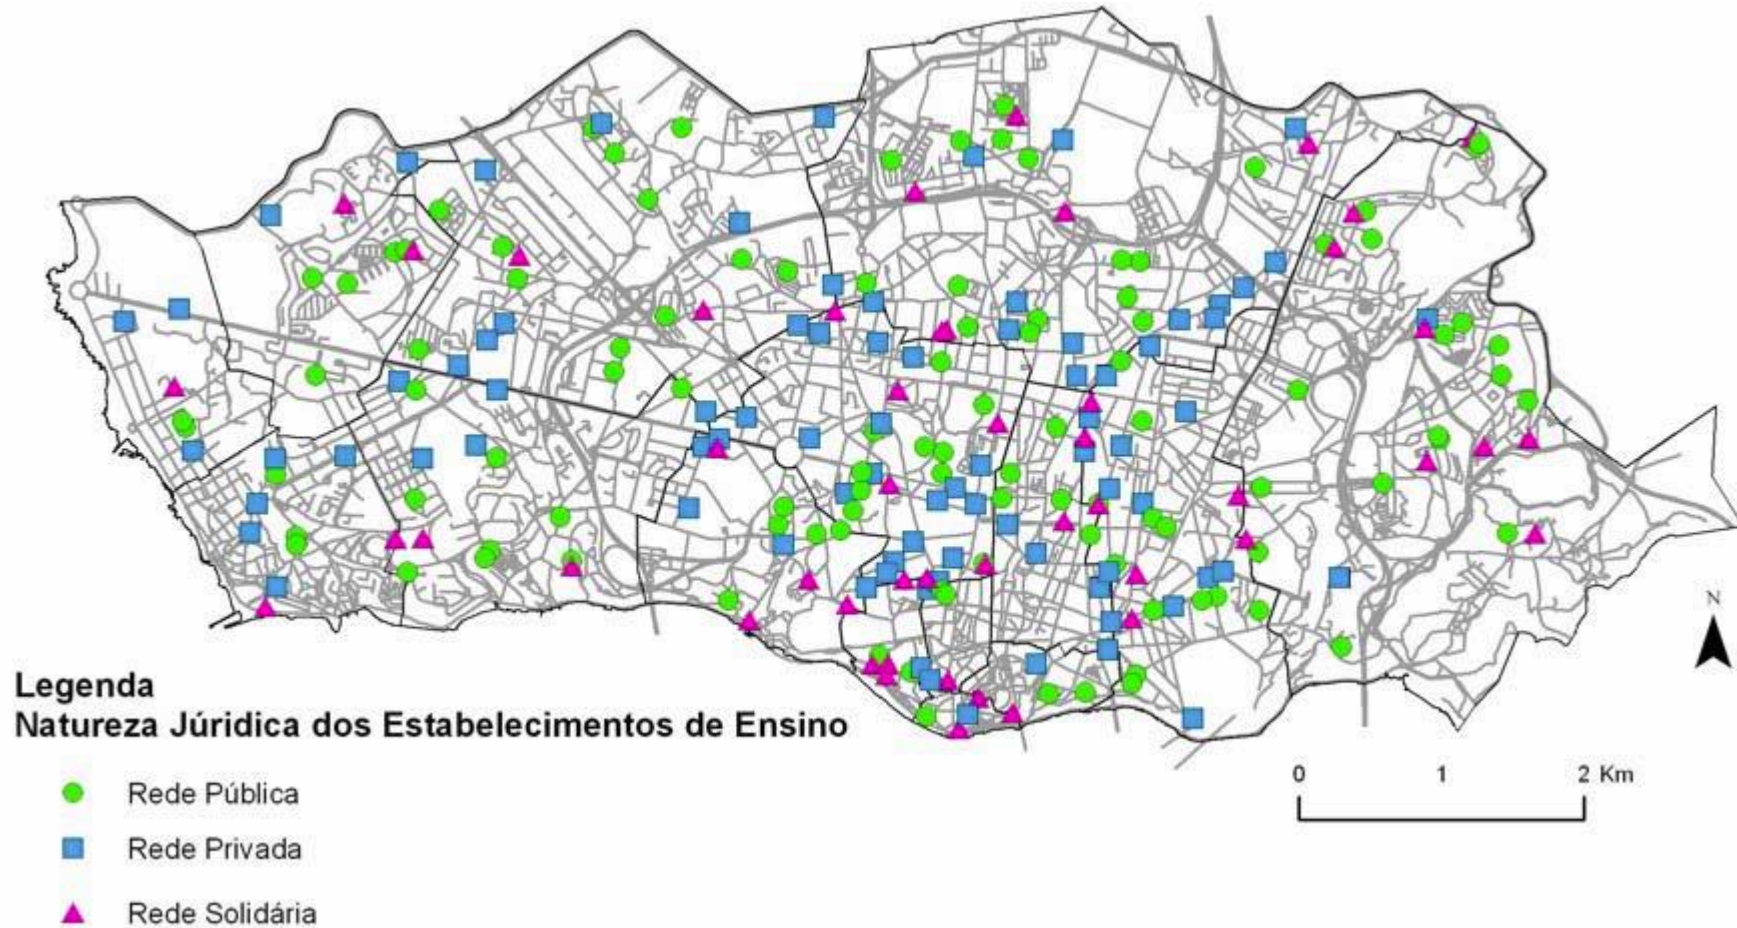 N
Legenda
Natureza Júridica dos Estabelecimentos de Ensino
0 1 2 Km
Rede Pública
Rede Privada
Rede Solidária